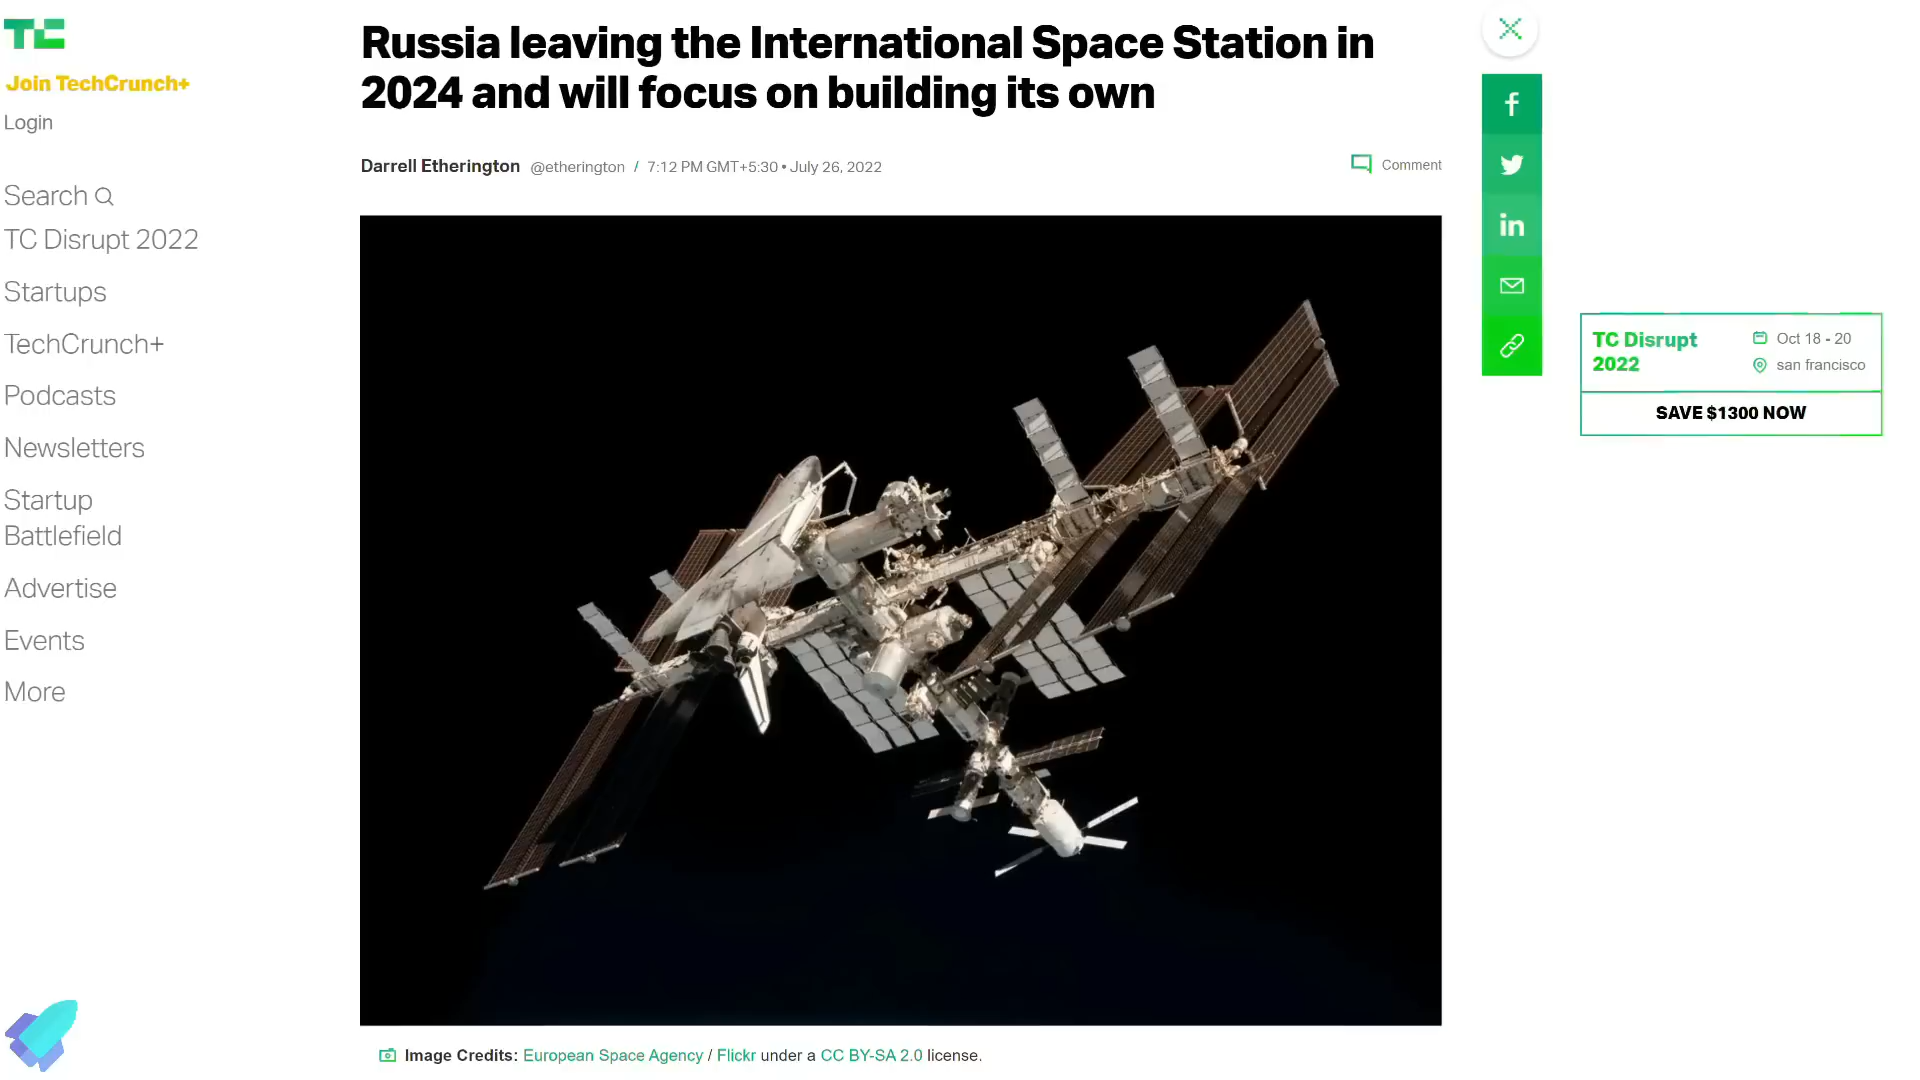 TC
Join TechCrunch+
Login
Search
TC Disrupt 2022
Startups
TechCrunch+
Podcasts
Newsletters
Startup
Battlefield
Advertise
Events
More
Russia leaving the International Space Station in
2024 and will focus on building its own
Darrell Etherington @etherington / 7:12 PM GMT+5:30 • July 26, 2022
Comment
Image Credits: European Space Agency / Flickr under a CC BY-SA 2.0 license.
f
in
TC Disrupt
2022
Oct 18 - 20
san francisco
SAVE $1300 NOW